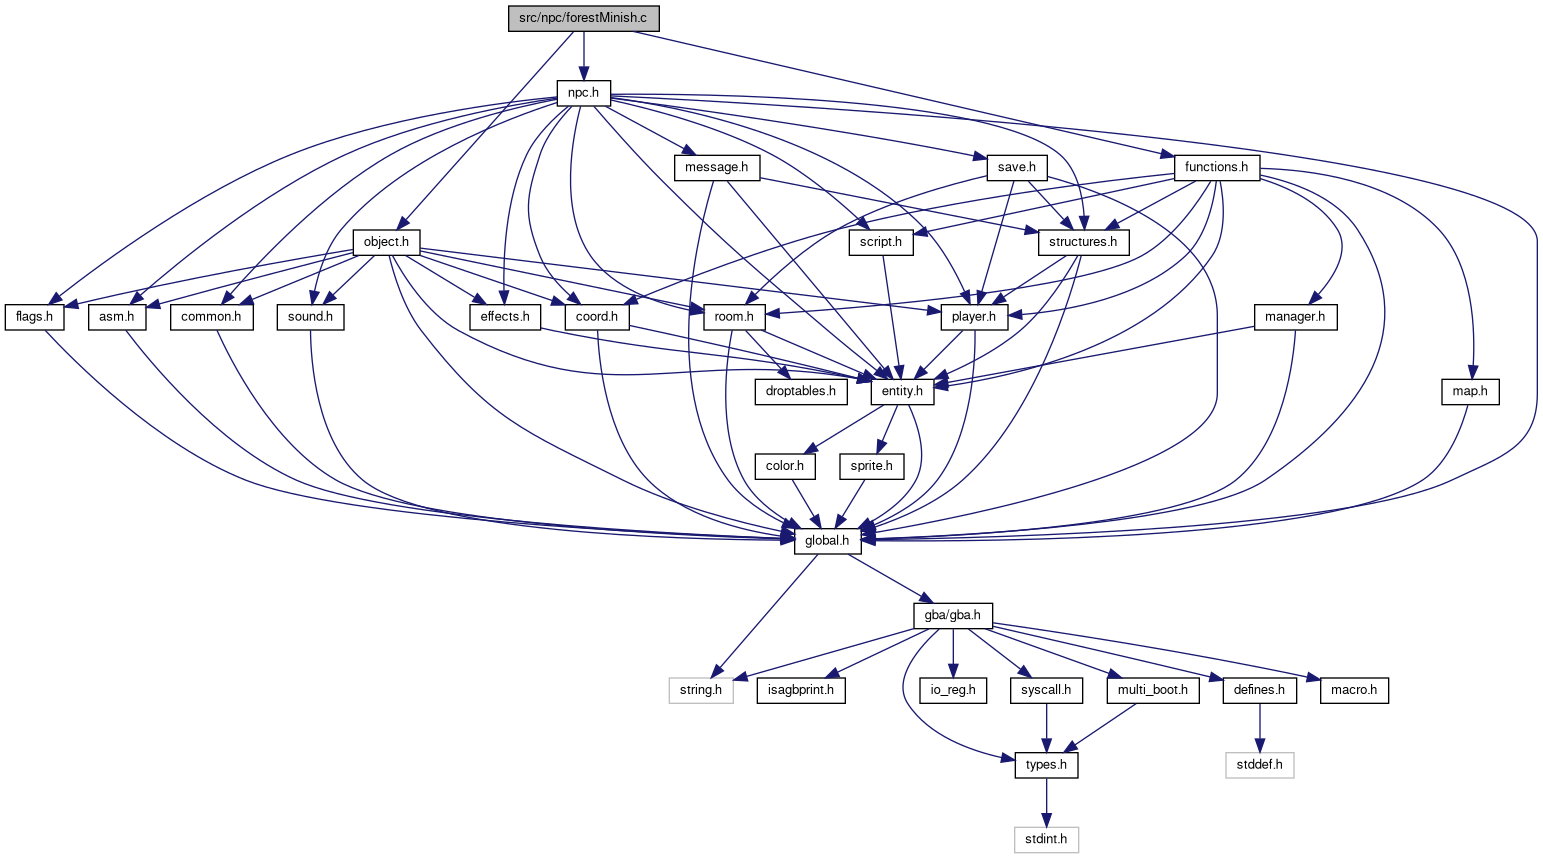 src/npc/forestMinish.c
npc.h
message.h
save.h
functions.h
object.h
script.h
structures.h
flags.h
asm.h
common.h
sound.h
effects.h
coord.h
room.h
player.h
manager.h
droptables.h
entity.h
map.h
color.h
sprite.h
global.h
gba/gba.h
string.h
isagbprint.h
io_reg.h
syscall.h
multi_boot.h
defines.h
macro.h
types.h
stddef.h
stdint.h